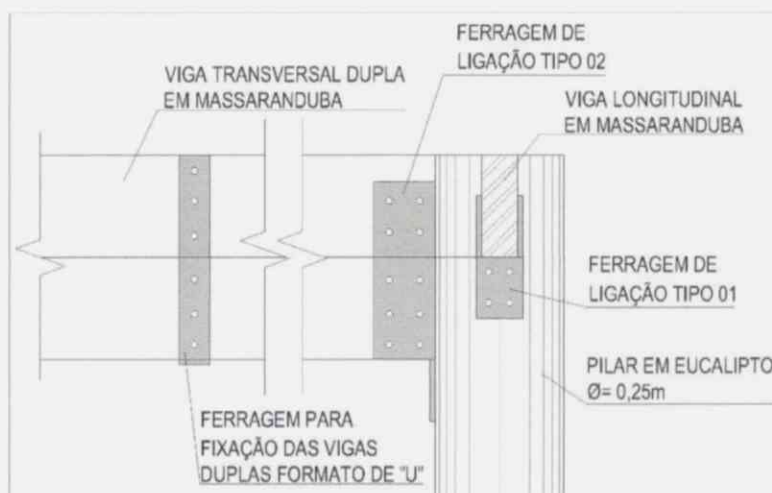 FERRAGEM DE
LIGAÇÃO TIPO 02
VIGA TRANSVERSAL DUPLA
EM MASSARANDUBA
VIGA LONGITUDINAL
EM MASSARANDUBA
FERRAGEM DE
LIGAÇÃO TIPO 01
PILAR EM EUCALIPTO
Ø= 0,25m
FERRAGEM PARA
FIXAÇÃO DAS VIGAS
DUPLAS FORMATO DE "U"